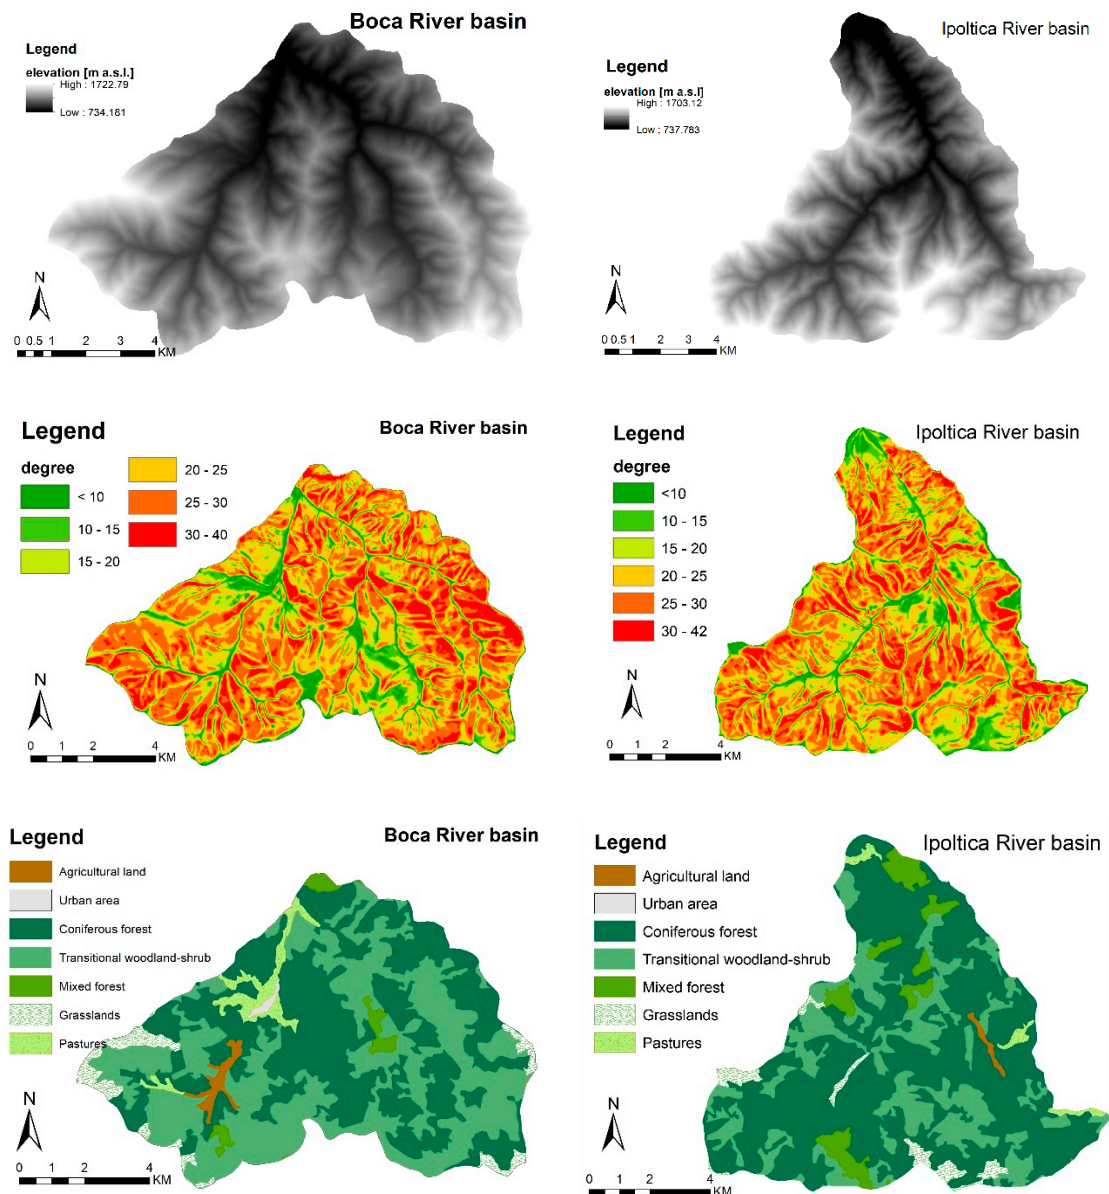 Boca River basin
Legend
elevation [m a.s.l.]
High : 1722.79
Low : 734.181
N
0 0.5 1 2 3 4
KM
Ipoltica River basin
Legend
elevation [m a.s.l]
High : 1703.12
Low : 737.783
N
0 0.5 1 2 3 4
KM
Legend
Boca River basin
degree
< 10
10 - 15
15 - 20
20 - 25
25 - 30
30 - 40
N
0 1 2 4
KM
Legend
Ipoltica River basin
degree
<10
10 - 15
15 - 20
20 - 25
25 - 30
30 - 42
N
0 1 2 4
KM
Legend
Boca River basin
Agricultural land
Urban area
Coniferous forest
Transitional woodland-shrub
Mixed forest
Grasslands
Pastures
N
0 1 2 4
KM
Legend
Ipoltica River basin
Agricultural land
Urban area
Coniferous forest
Transitional woodland-shrub
Mixed forest
Grasslands
Pastures
N
0 1 2 4
KM